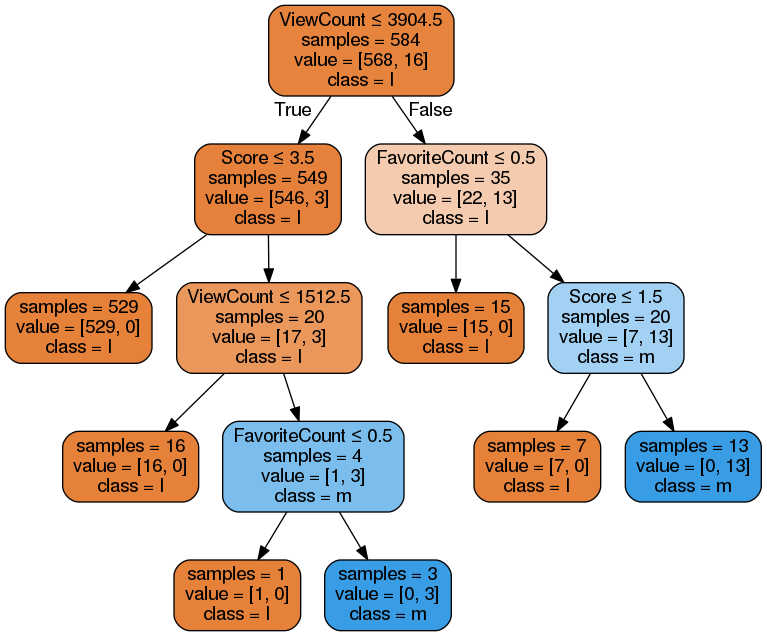 ViewCount ≤ 3904.5
samples = 584
value = [568, 16]
class = l
True
False
Score ≤ 3.5
samples = 549
value = [546, 3]
class = l
FavoriteCount ≤ 0.5
samples = 35
value = [22, 13]
class = l
samples = 529
value = [529, 0]
class = l
ViewCount ≤ 1512.5
samples = 20
value = [17, 3]
class = l
samples = 15
value = [15, 0]
class = l
Score ≤ 1.5
samples = 20
value = [7, 13]
class = m
samples = 16
value = [16, 0]
class = l
FavoriteCount ≤ 0.5
samples = 4
value = [1, 3]
class = m
samples = 7
value = [7, 0]
class = l
samples = 13
value = [0, 13]
class = m
samples = 1
value = [1, 0]
class = l
samples = 3
value = [0, 3]
class = m